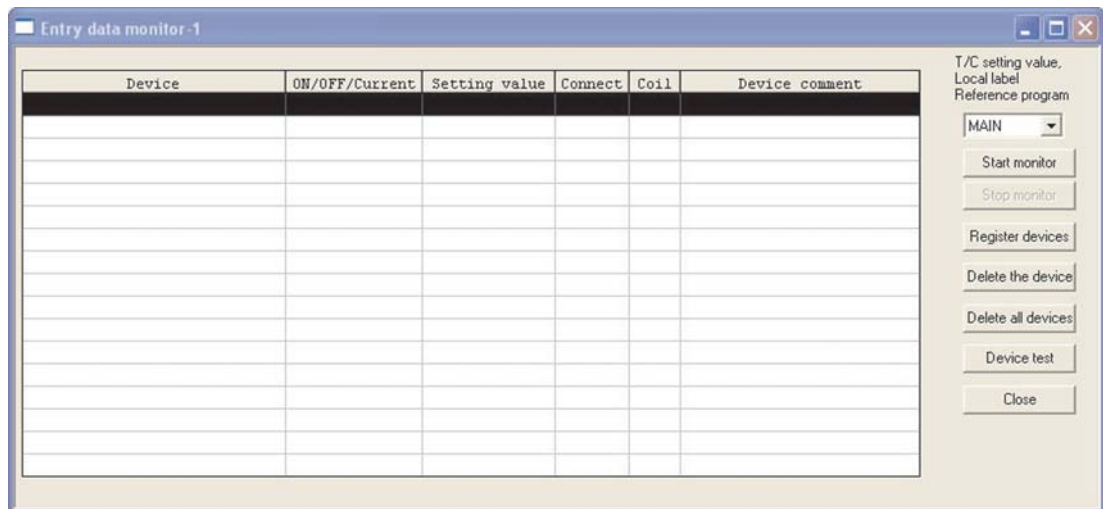 Entry data monitor-1
Device ON/OFF/Current Setting value Connect Coil Device comment
T/C setting value,
Local label
Reference program
MAIN
Start monitor
Stop monitor
Register devices
Delete the device
Delete all devices
Device test
Close